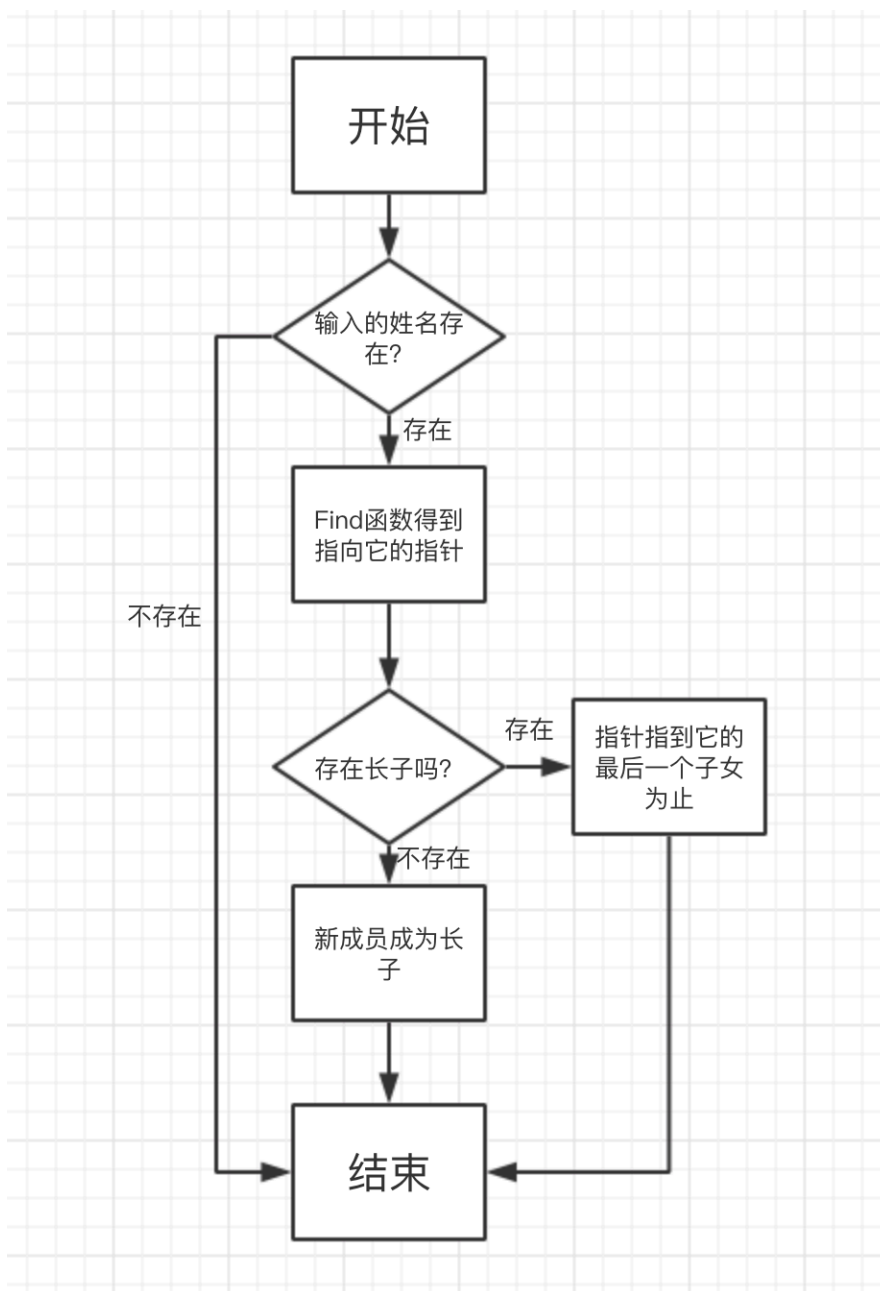 开始
输入的姓名存
在?
存在
Find函数得到
指向它的指针
不存在
存在长子吗?
存在
指针指到它的
最后一个子女
为止
不存在
新成员成为长
子
结束